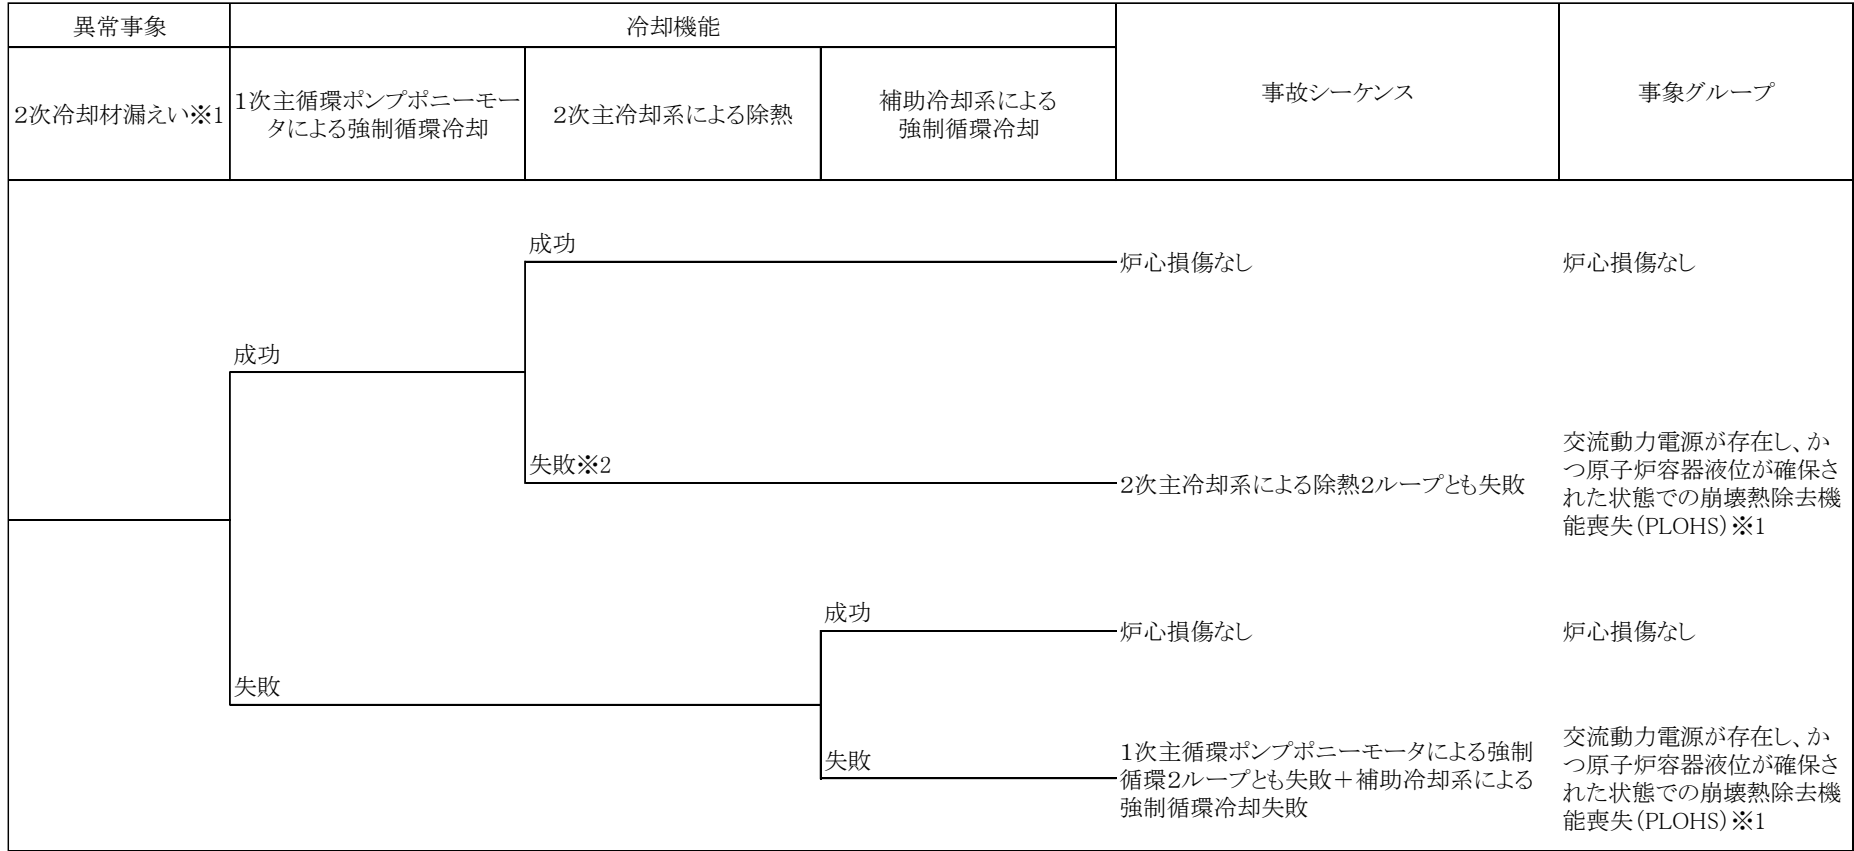 異常事象
冷却機能
事故シーケンス
事象グループ
2次冷却材漏えい※1
1次主循環ポンプポニーモー
タによる強制循環冷却
2次主冷却系による除熱
補助冷却系による
強制循環冷却
成功
炉心損傷なし
炉心損傷なし
成功
失敗※2
2次主冷却系による除熱2ループとも失敗
交流動力電源が存在し、か
つ原子炉容器液位が確保さ
れた状態での崩壊熱除去機
能喪失(PLOHS)※1
成功
炉心損傷なし
炉心損傷なし
失敗
失敗
1次主循環ポンプポニーモータによる強制
循環2ループとも失敗＋補助冷却系による
強制循環冷却失敗
交流動力電源が存在し、か
つ原子炉容器液位が確保さ
れた状態での崩壊熱除去機
能喪失(PLOHS)※1